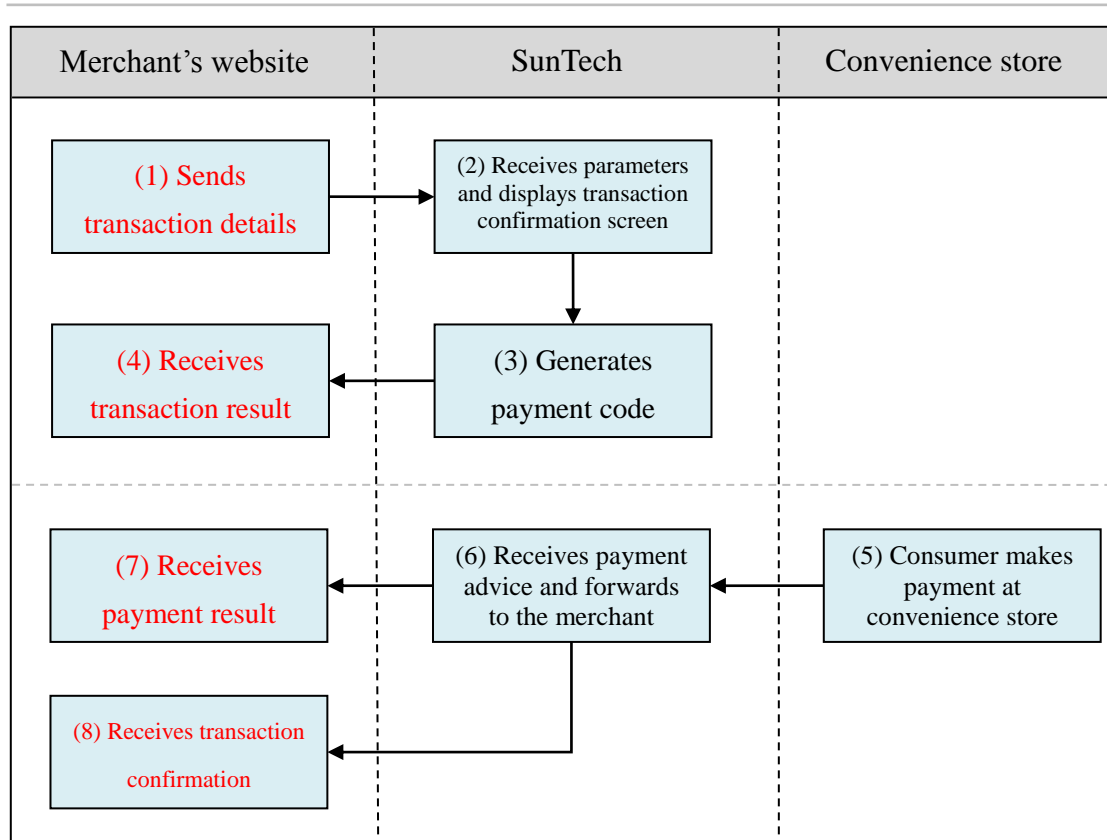 Merchant’s website
SunTech
Convenience store
(1) Sends
transaction details
(2) Receives parameters
and displays transaction
confirmation screen
(4) Receives
transaction result
(3) Generates
payment code
(7) Receives
payment result
(6) Receives payment
advice and forwards
to the merchant
(5) Consumer makes
payment at
convenience store
(8) Receives transaction
confirmation